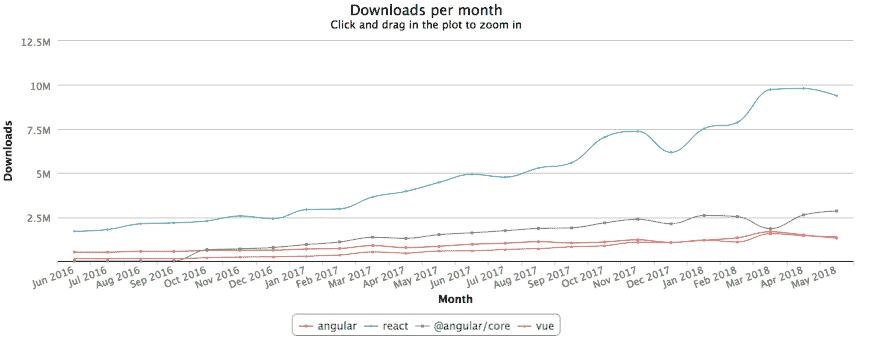 Downloads per month
Click and drag in the plot to zoom in
12.5M
10M
7.5M
5M
2.5M
Downloads
Jun 2016 Jul 2016 Aug 2016 Sep 2016 Oct 2016 Nov 2016 Dec 2016 Jan 2017 Feb 2017 Mar 2017 Apr 2017 May 2017 Jun 2017 Jul 2017 Aug 2017 Sep 2017 Oct 2017 Nov 2017 Dec 2017 Jan 2018 Feb 2018 Mar 2018 Apr 2018 May 2018
Month
angular react @angular/core vue